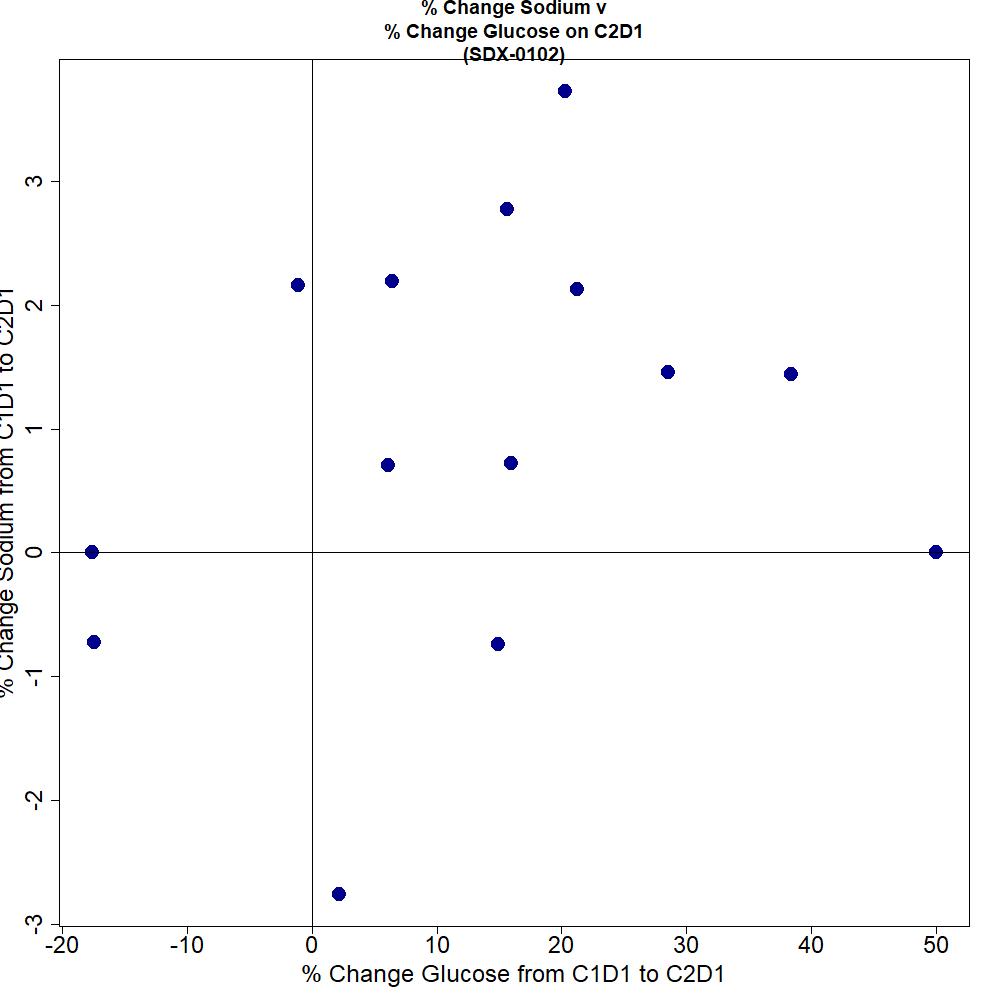 % Change Sodium v
% Change Glucose on C2D1
(SDX-0102)
% Change Sodium from C1D1 to C2D1
3
2
1
0
-1
-2
-3
-20 -10 0 10 20 30 40 50
% Change Glucose from C1D1 to C2D1